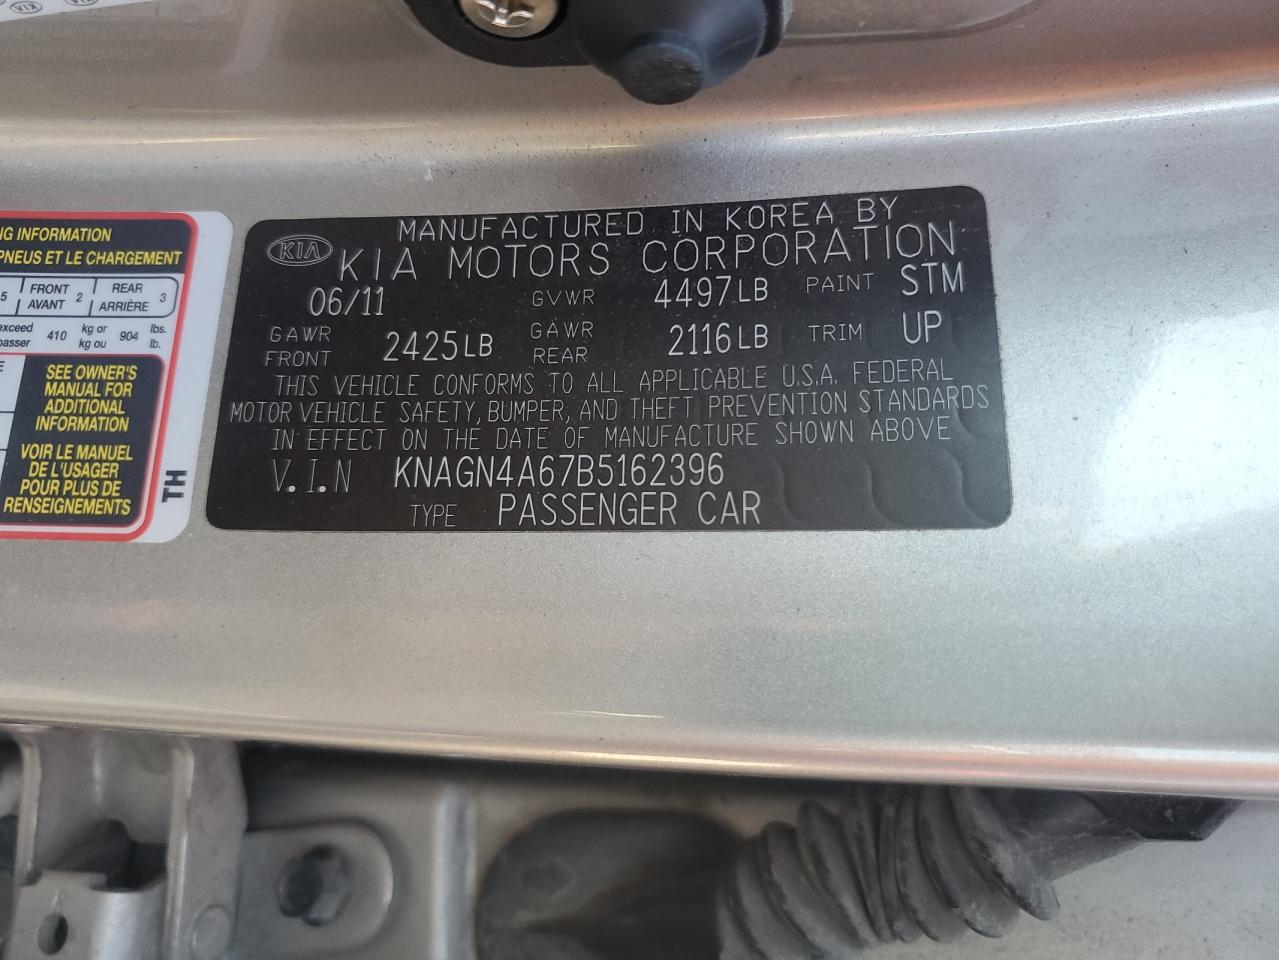 NG INFORMATION
PNEUS ET LE CHARGEMENT
5 FRONT AVANT 2 REAR ARRIÈRE 3
exceed 410 kg or kg ou 904 lbs. lb.
SEE OWNER'S
MANUAL FOR
ADDITIONAL
INFORMATION
VOIR LE MANUEL
DE L'USAGER
POUR PLUS DE
RENSEIGNEMENTS
TH
MANUFACTURED IN KOREA BY
KIA KIA MOTORS CORPORATION
06/11 GVWR 4497LB PAINT STM
GAWR FRONT 2425LB GAWR REAR 2116LB TRIM UP
THIS VEHICLE CONFORMS TO ALL APPLICABLE U.S.A. FEDERAL
MOTOR VEHICLE SAFETY, BUMPER, AND THEFT PREVENTION STANDARDS
IN EFFECT ON THE DATE OF MANUFACTURE SHOWN ABOVE
V.I.N KNAGN4A67B5162396
TYPE PASSENGER CAR